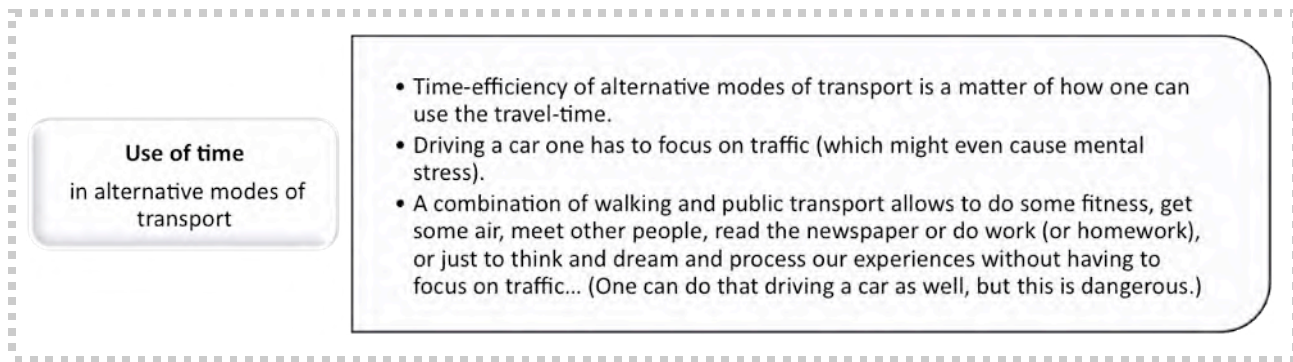 Use of time
in alternative modes of
transport
• Time-efficiency of alternative modes of transport is a matter of how one can
use the travel-time.
• Driving a car one has to focus on traffic (which might even cause mental
stress).
• A combination of walking and public transport allows to do some fitness, get
some air, meet other people, read the newspaper or do work (or homework),
or just to think and dream and process our experiences without having to
focus on traffic... (One can do that driving a car as well, but this is dangerous.)